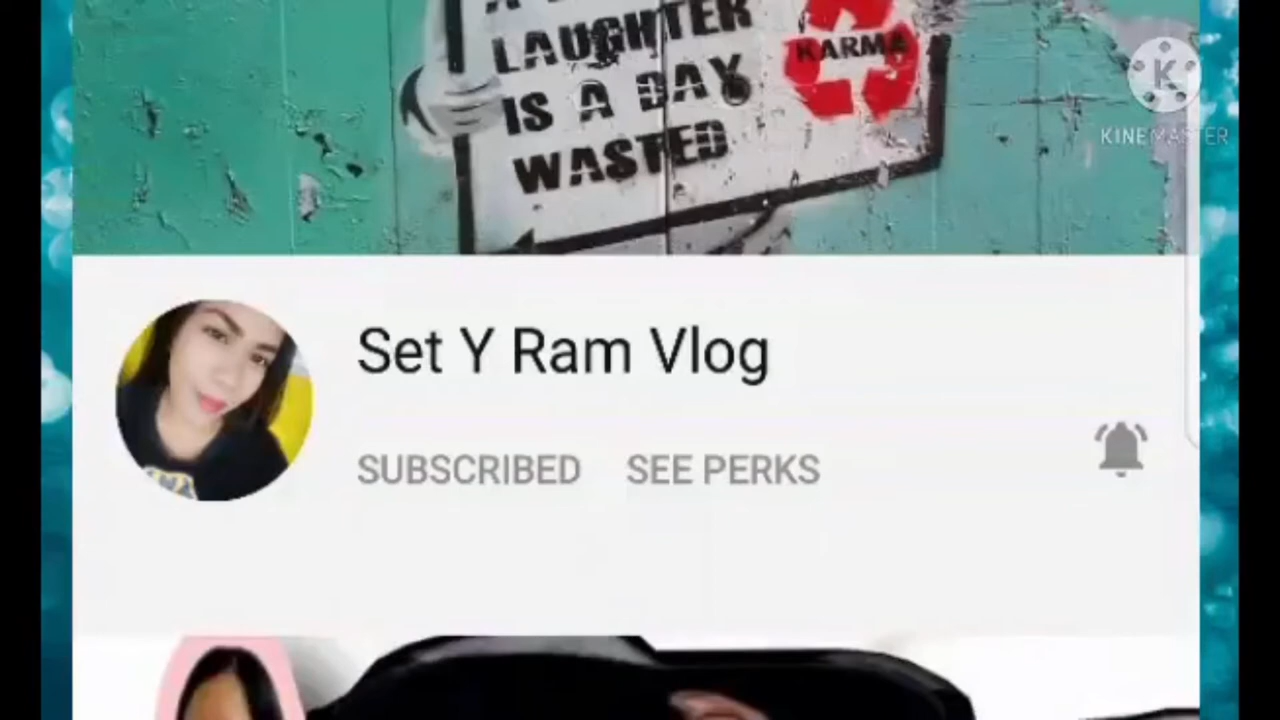 LAUGHTER
IS A DAY
WASTED
KARMA
K
KINEMASTER
Set Y Ram Vlog
SUBSCRIBED SEE PERKS